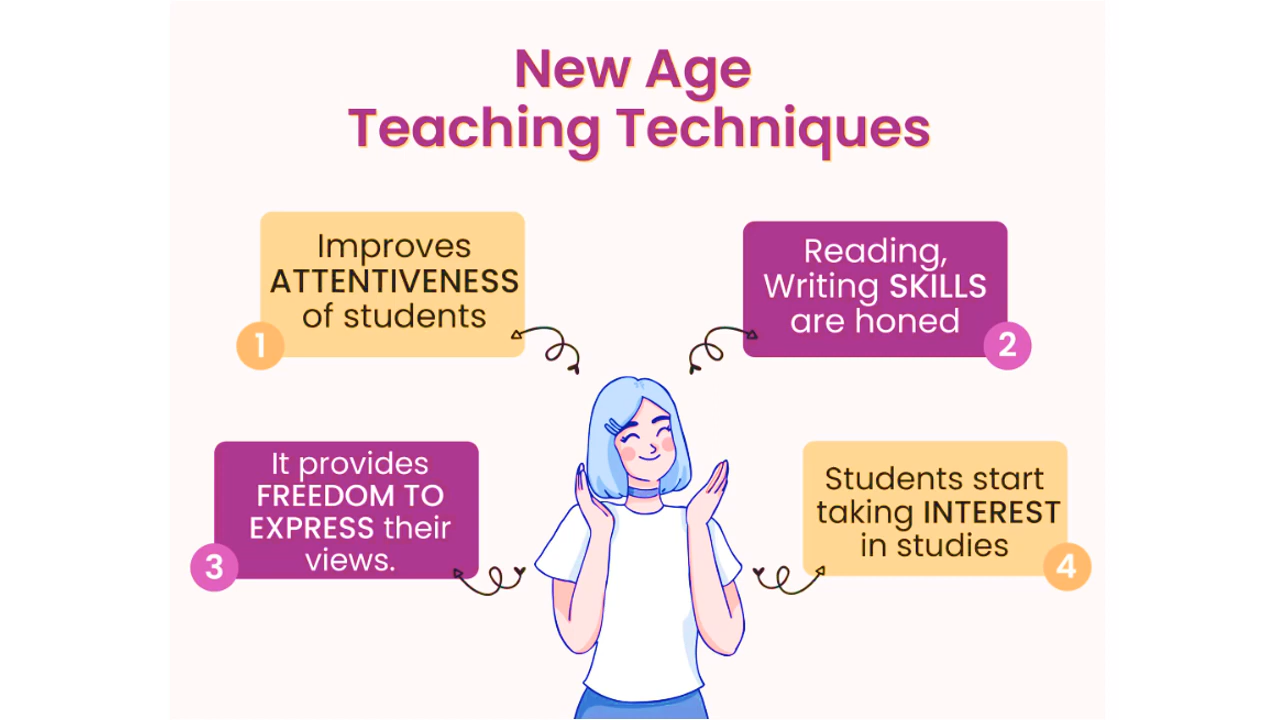 New Age
Teaching Techniques
Improves
ATTENTIVENESS
of students
1
Reading,
Writing SKILLS
are honed
2
It provides
FREEDOM TO
EXPRESS their
views.
3
Students start
taking INTEREST
in studies
4